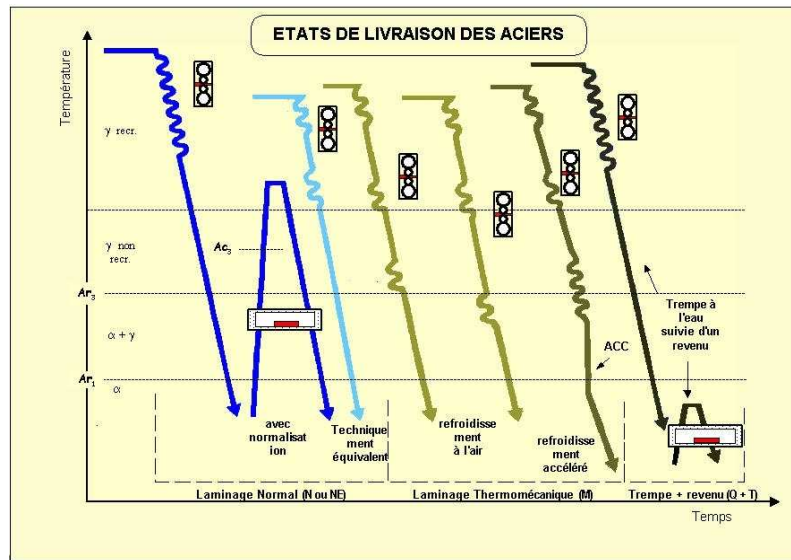 ETATS DE LIVRAISON DES ACIERS
Température
γ recr.
γ non
recr.
Ac₃
Ar₃
α + γ
Ar₁
α
Trempe à
l'eau
suivie d'un
revenu
ACC
avec
normalisat
ion
Technique
ment
équivalent
refroidisse
ment
à l'air
refroidisse
ment
accéléré
Laminage Normal (N ou NE)
Laminage Thermomécanique (M)
Trempe + revenu (Q + T)
Temps